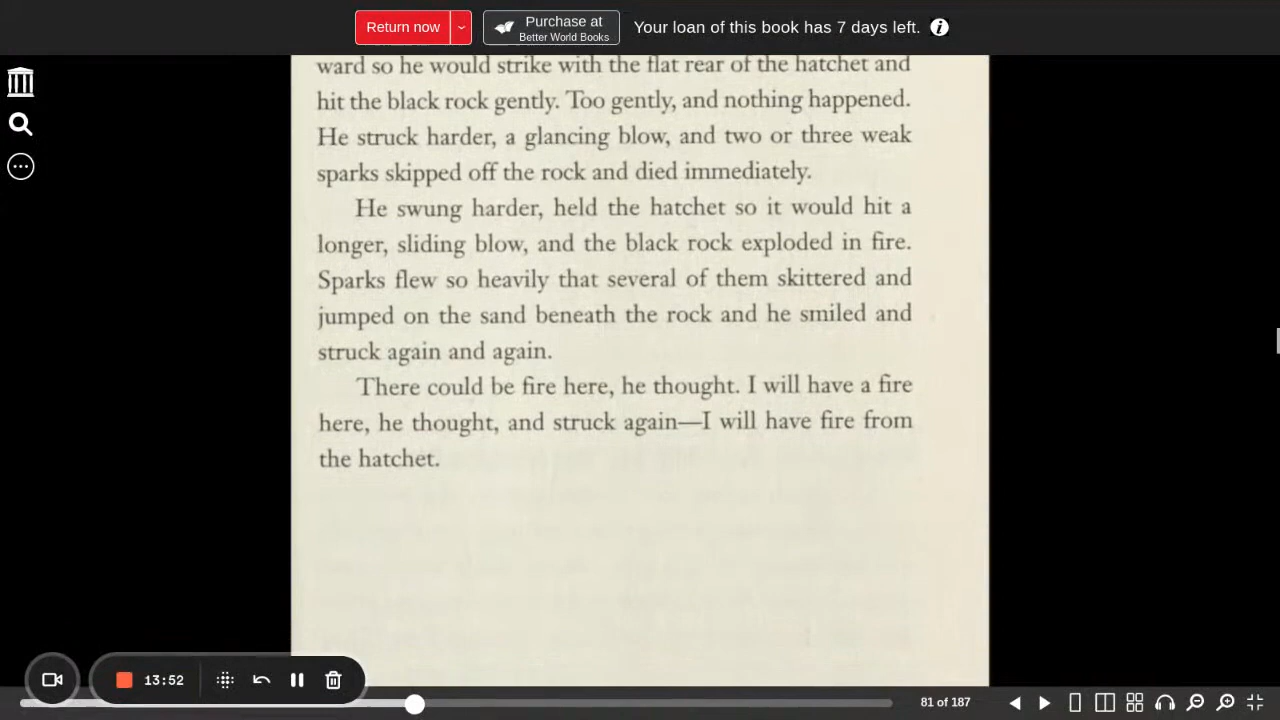 Return now
Purchase at
Better World Books
Your loan of this book has 7 days left.
ward so he would strike with the flat rear of the hatchet and
hit the black rock gently. Too gently, and nothing happened.
He struck harder, a glancing blow, and two or three weak
sparks skipped off the rock and died immediately.
He swung harder, held the hatchet so it would hit a
longer, sliding blow, and the black rock exploded in fire.
Sparks flew so heavily that several of them skittered and
jumped on the sand beneath the rock and he smiled and
struck again and again.
There could be fire here, he thought. I will have a fire
here, he thought, and struck again—I will have fire from
the hatchet.
13:52
81 of 187